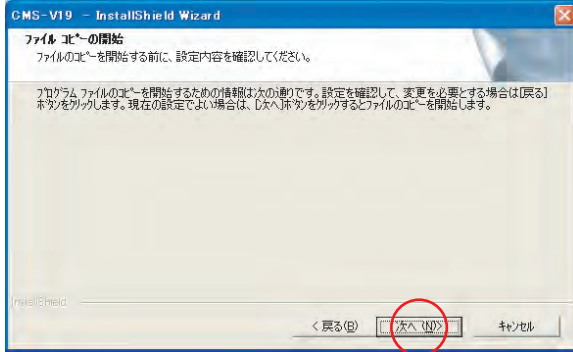 CMS-V19 - InstallShield Wizard
ファイル コピーの開始
ファイルのコピーを開始する前に、設定内容を確認してください。
プログラム ファイルのコピーを開始するための情報は次の通りです。設定を確認して、変更を必要とする場合は[戻る]
ボタンをクリックします。現在の設定でよい場合は、[次へ]ボタンをクリックするとファイルのコピーを開始します。
InstallShield
< 戻る(B)
次へ (N)>
キャンセル